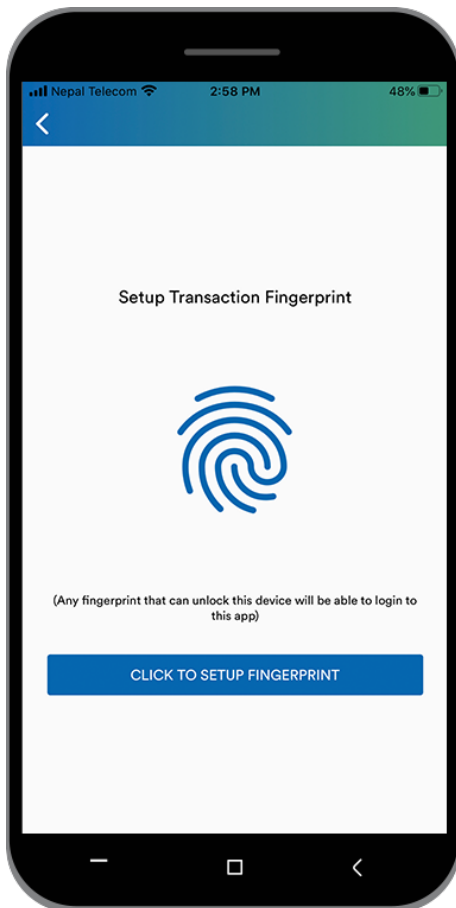 Nepal Telecom 2:58 PM 48%
Setup Transaction Fingerprint
(Any fingerprint that can unlock this device will be able to login to
this app)
CLICK TO SETUP FINGERPRINT